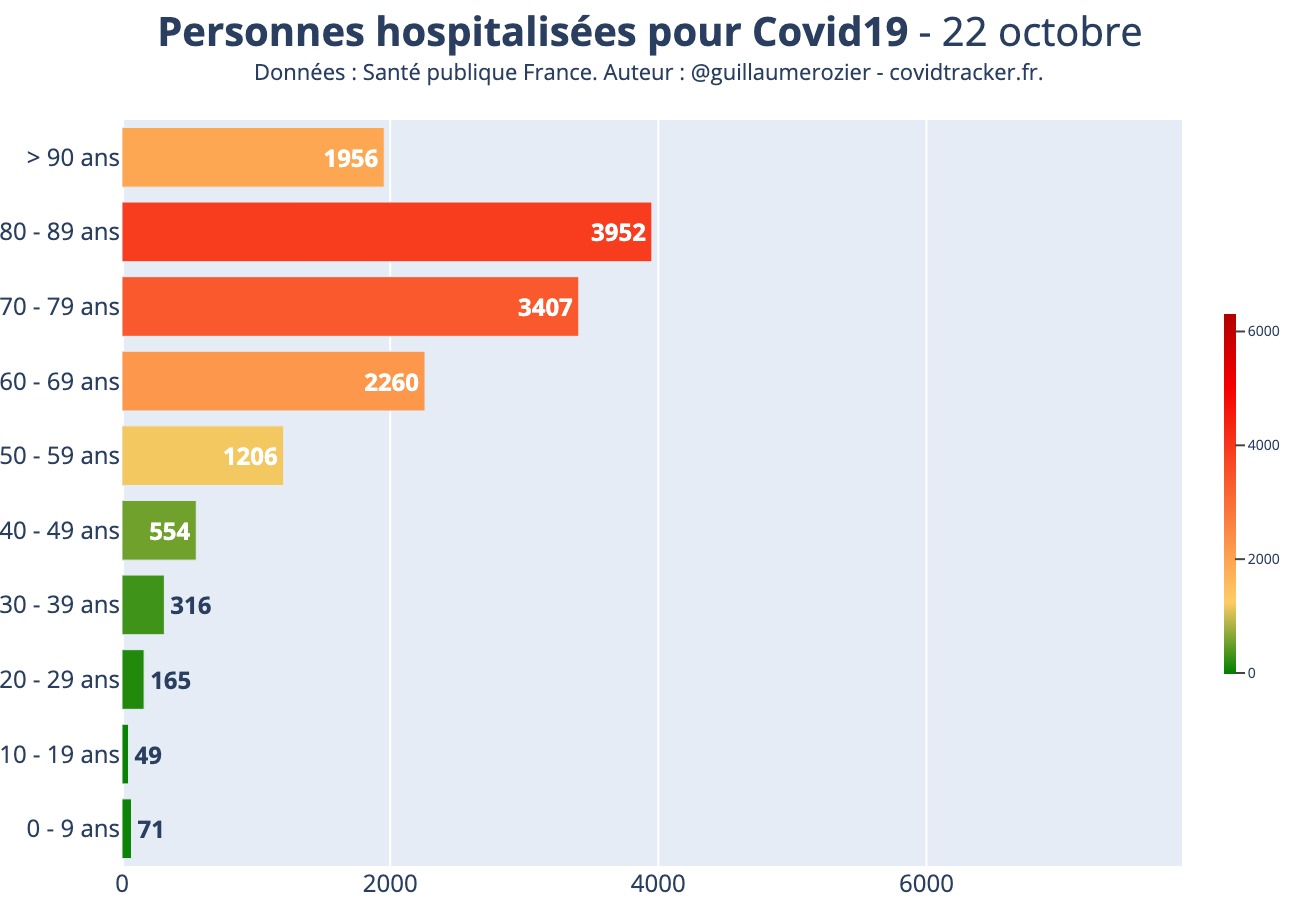 Personnes hospitalisées pour Covid19 - 22 octobre
Données : Santé publique France. Auteur : @guillaumerozier - covidtracker.fr.
> 90 ans 1956
80 - 89 ans 3952
70 - 79 ans 3407
60 - 69 ans 2260
50 - 59 ans 1206
40 - 49 ans 554
30 - 39 ans 316
20 - 29 ans 165
10 - 19 ans 49
0 - 9 ans 71
0 2000 4000 6000
6000
4000
2000
0